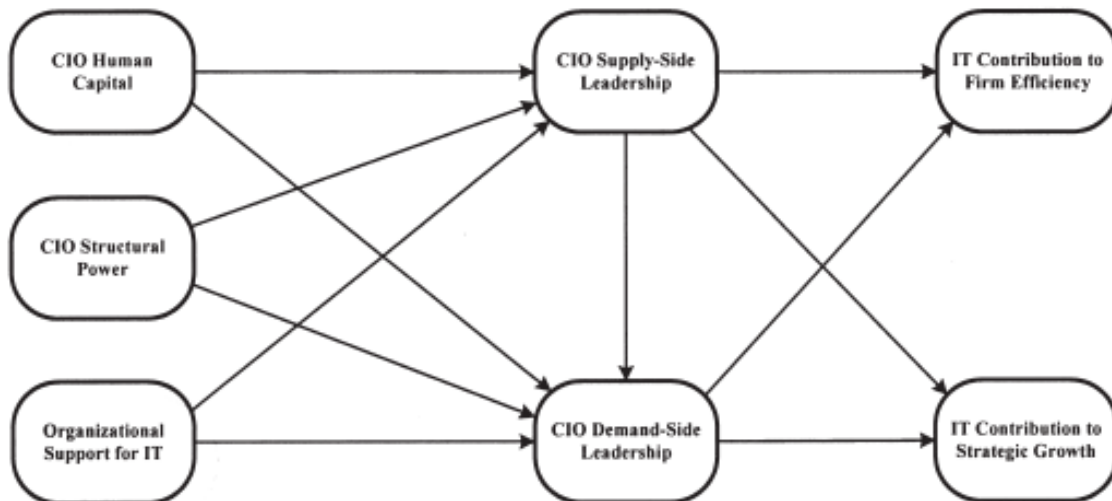 CIO Human
Capital
CIO Supply-Side
Leadership
IT Contribution to
Firm Efficiency
CIO Structural
Power
Organizational
Support for IT
CIO Demand-Side
Leadership
IT Contribution to
Strategic Growth